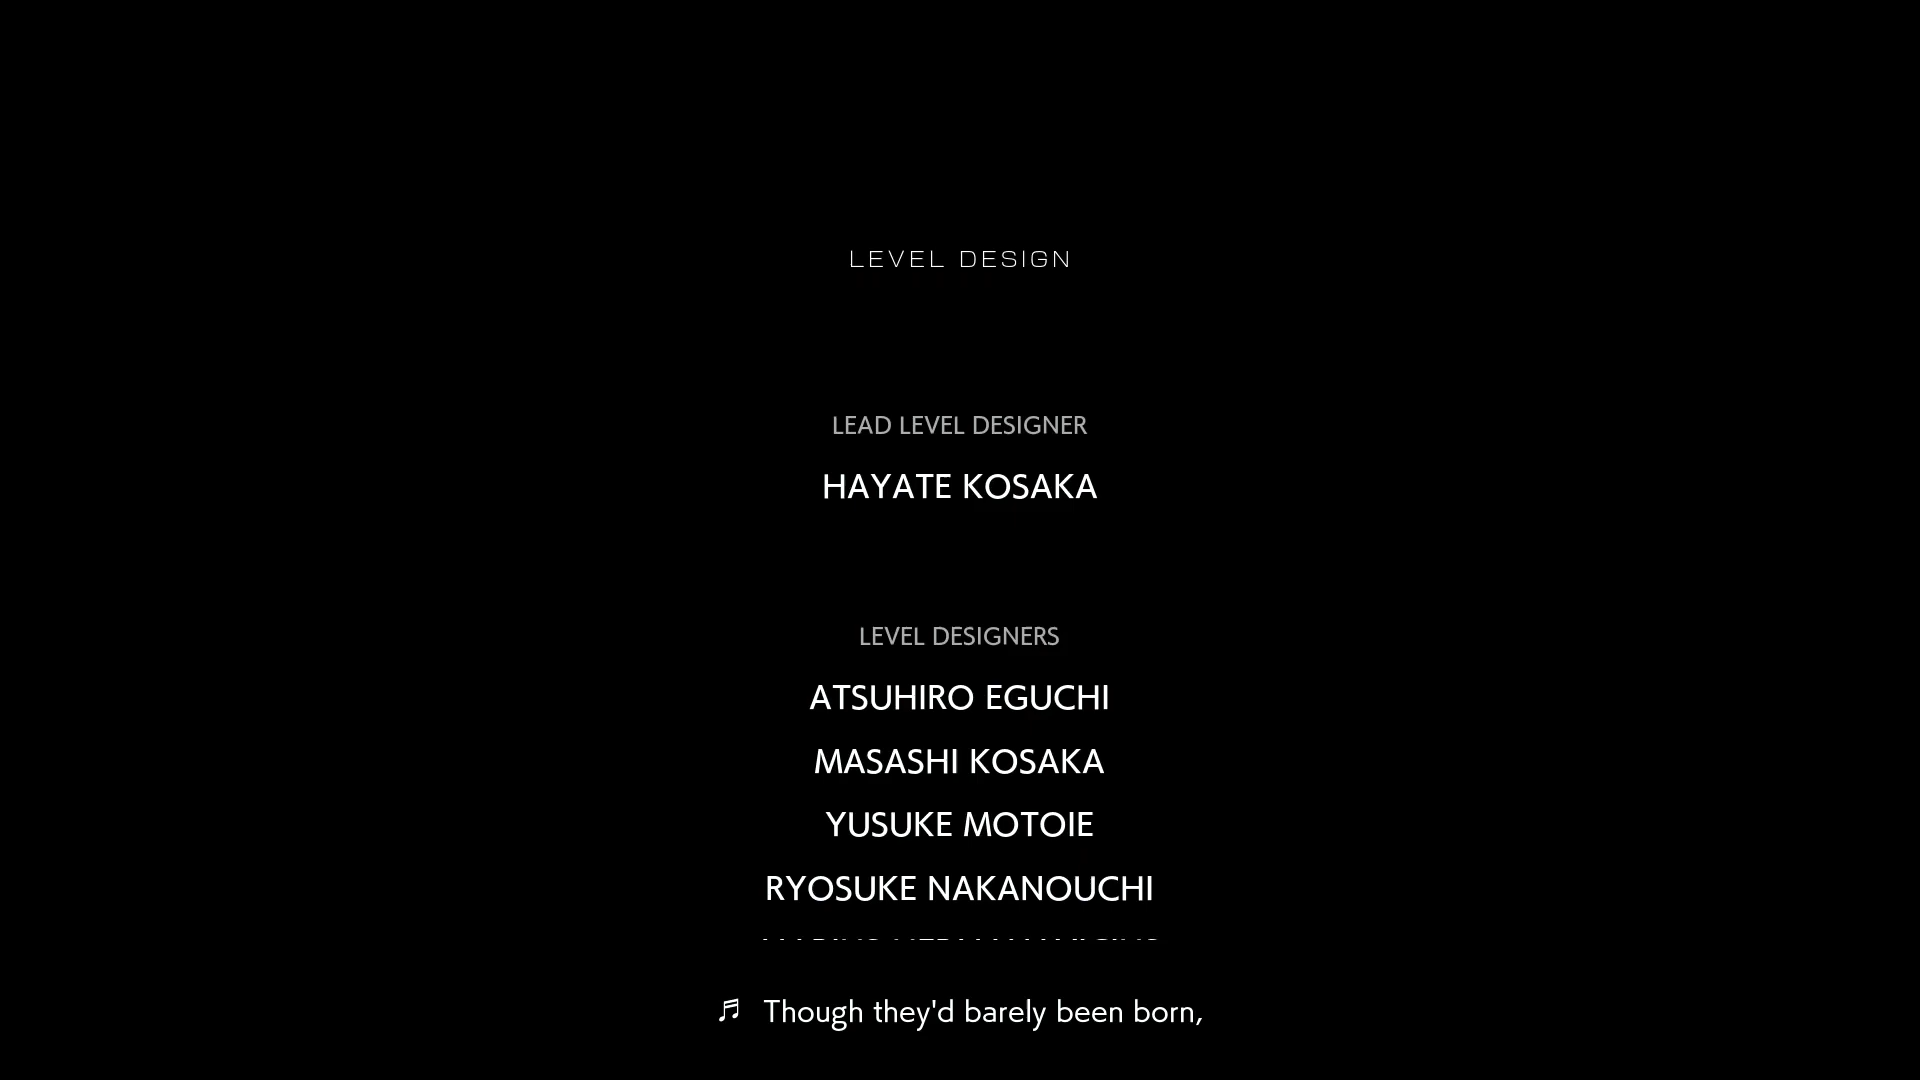 LEVEL DESIGN
LEAD LEVEL DESIGNER
HAYATE KOSAKA
LEVEL DESIGNERS
ATSUHIRO EGUCHI
MASASHI KOSAKA
YUSUKE MOTOIE
RYOSUKE NAKANOUCHI
♬ Though they'd barely been born,